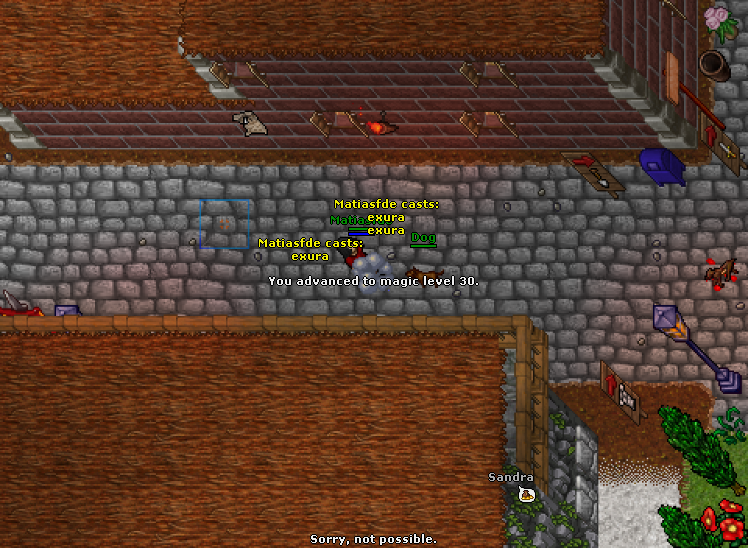 Matiasfde casts:
exura
exura
Dog
Matiasfde casts:
exura
You advanced to magic level 30.
Sandra
Sorry, not possible.